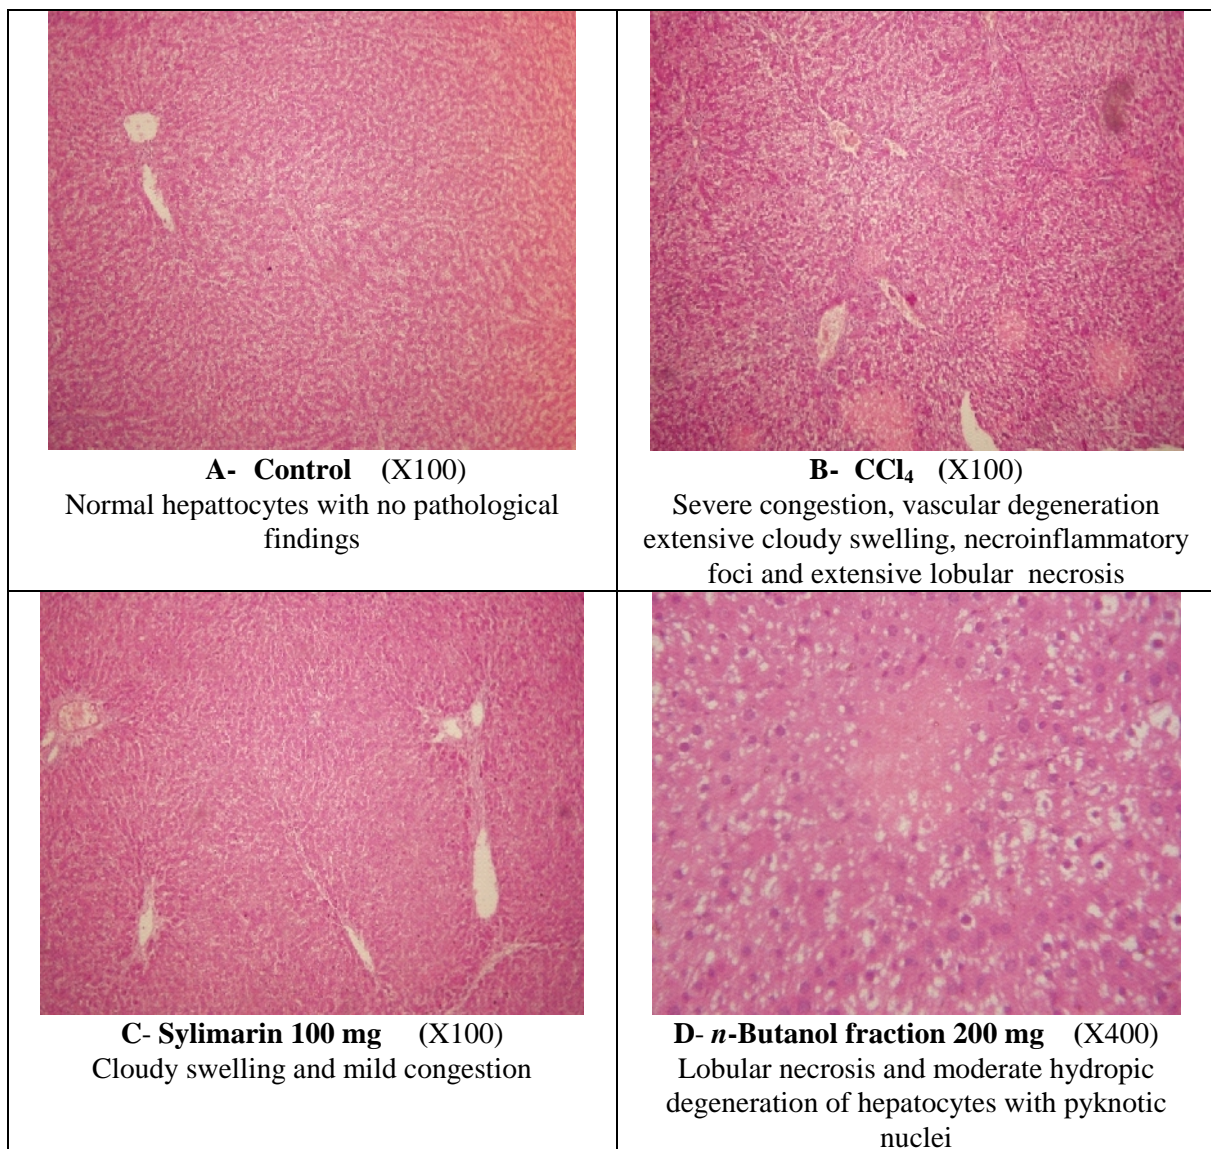 A- Control (X100)
Normal hepattocytes with no pathological
findings
B- CCl₄ (X100)
Severe congestion, vascular degeneration
extensive cloudy swelling, necroinflammatory
foci and extensive lobular necrosis
C- Sylimarin 100 mg (X100)
Cloudy swelling and mild congestion
D- n-Butanol fraction 200 mg (X400)
Lobular necrosis and moderate hydropic
degeneration of hepatocytes with pyknotic
nuclei